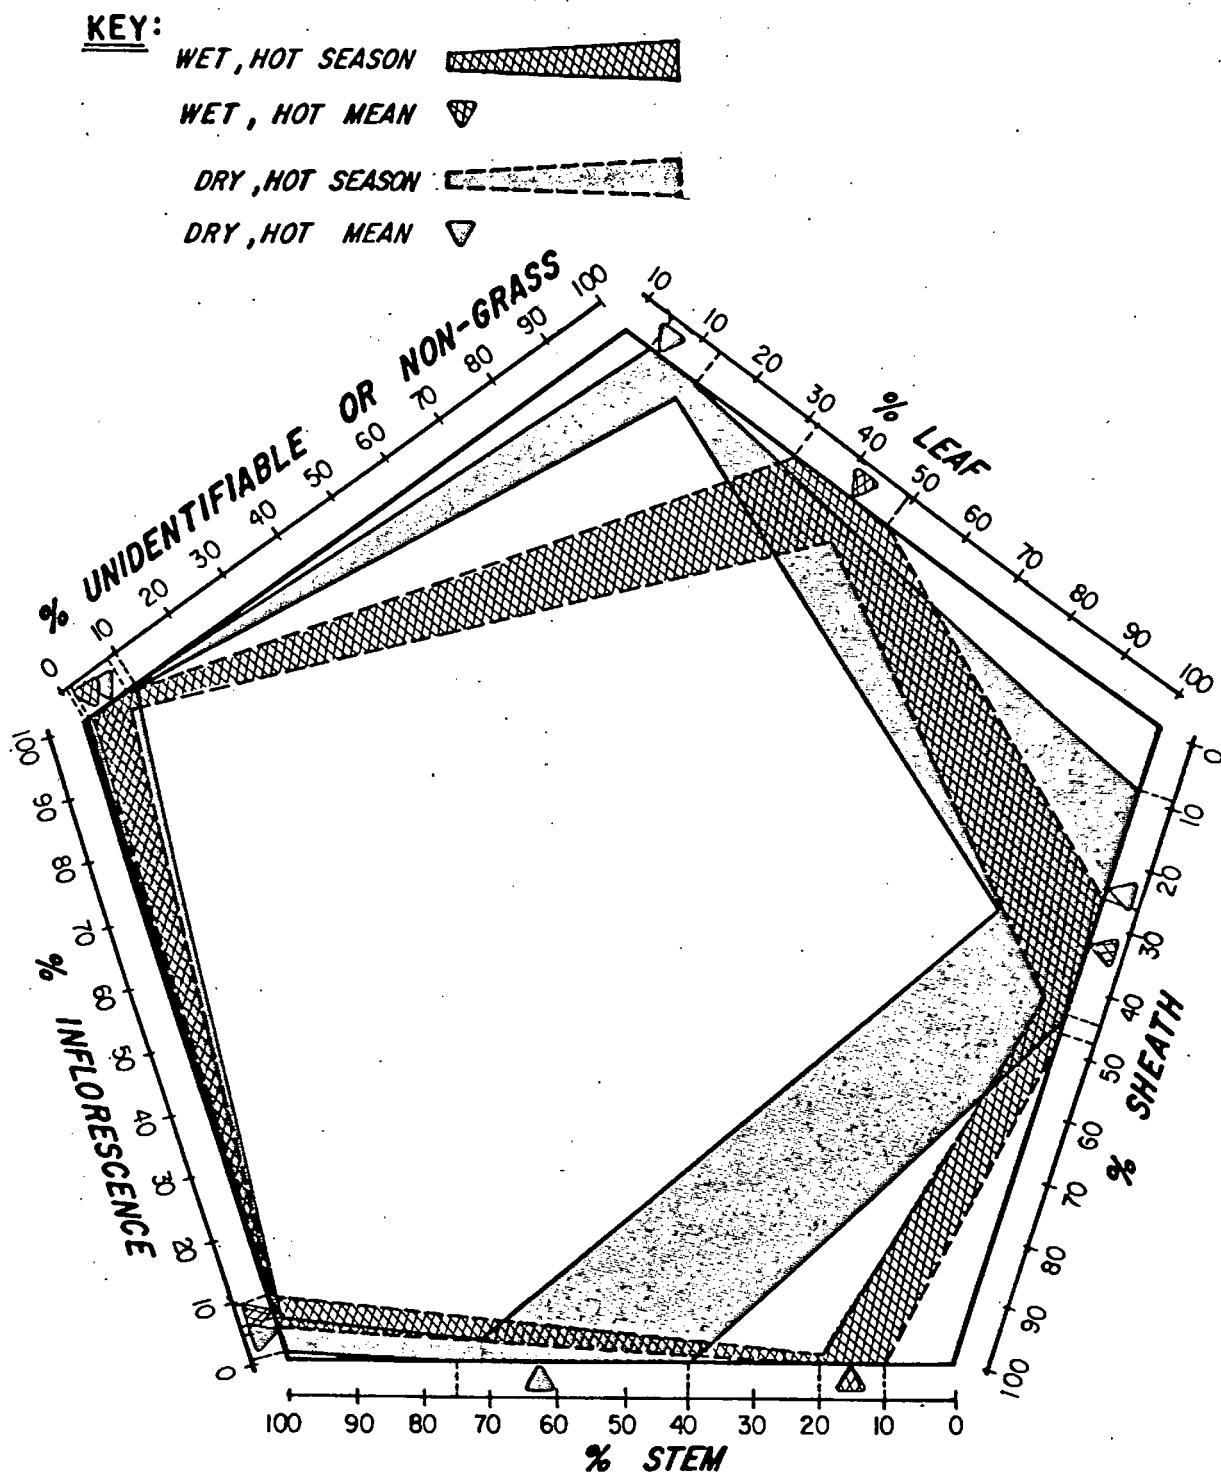 KEY:
WET, HOT SEASON
WET, HOT MEAN
DRY, HOT SEASON
DRY, HOT MEAN
% UNIDENTIFIABLE OR NON-GRASS
0 10 20 30 40 50 60 70 80 90 100
% LEAF
10 10 20 30 40 50 60 70 80 90 100
% SHEATH
0 10 20 30 40 50 60 70 80 90 100
% INFLORESCENCE
100 90 80 70 60 50 40 30 20 10 0
100 90 80 70 60 50 40 30 20 10 0
% STEM